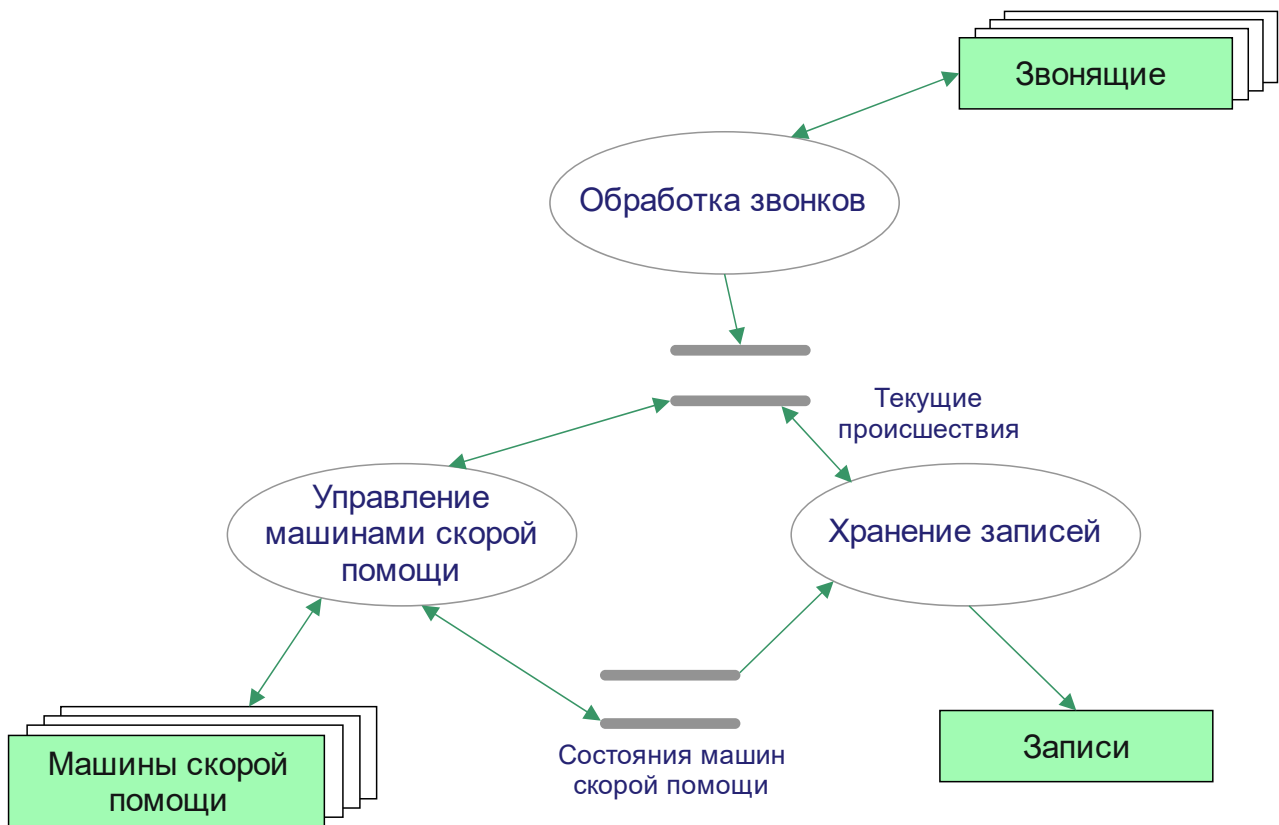 Звонящие
Обработка звонков
Текущие
происшествия
Управление
машинами скорой
помощи
Хранение записей
Состояния машин
скорой помощи
Записи
Машины скорой
помощи